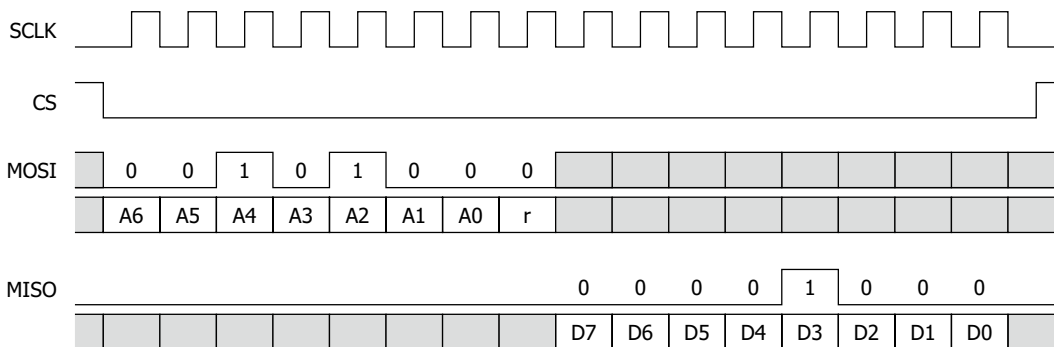 SCLK
CS
MOSI 0 0 1 0 1 0 0 0
A6 A5 A4 A3 A2 A1 A0 r
MISO 0 0 0 0 1 0 0 0
D7 D6 D5 D4 D3 D2 D1 D0